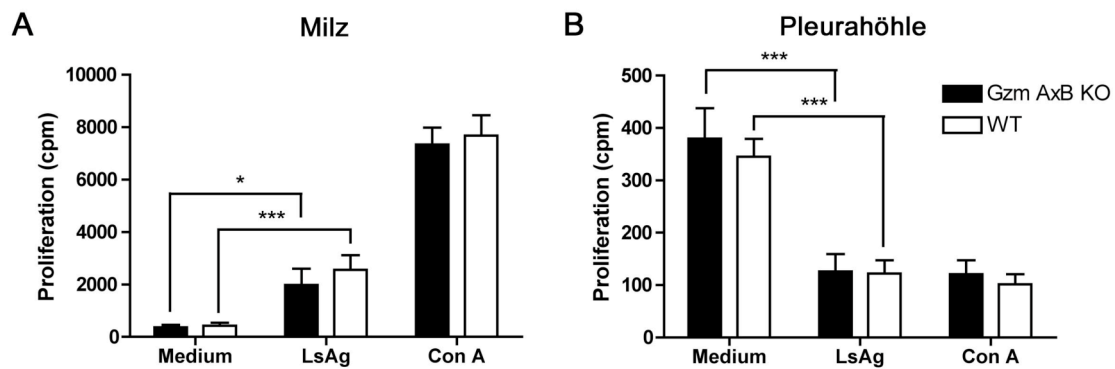 A
Milz
Proliferation (cpm)
10000
8000
6000
4000
2000
0
*
***
Medium
LsAg
Con A
B
Pleurahöhle
Proliferation (cpm)
500
400
300
200
100
0
***
***
Medium
LsAg
Con A
Gzm AxB KO
WT